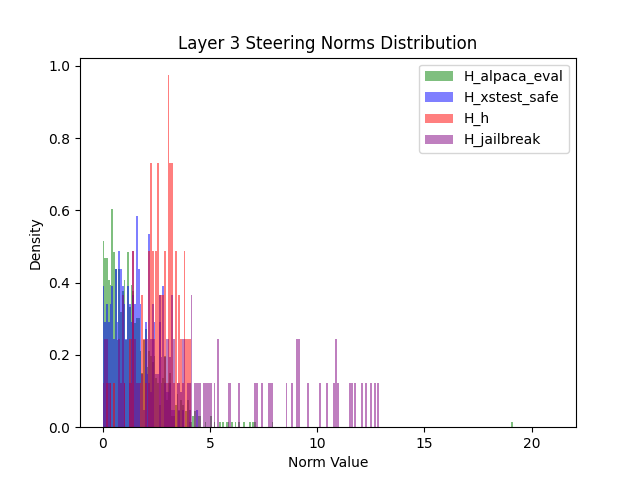 Layer 3 Steering Norms Distribution
H_alpaca_eval
H_xstest_safe
H_h
H_jailbreak
1.0
0.8
0.6
0.4
0.2
0.0
Density
0 5 10 15 20
Norm Value